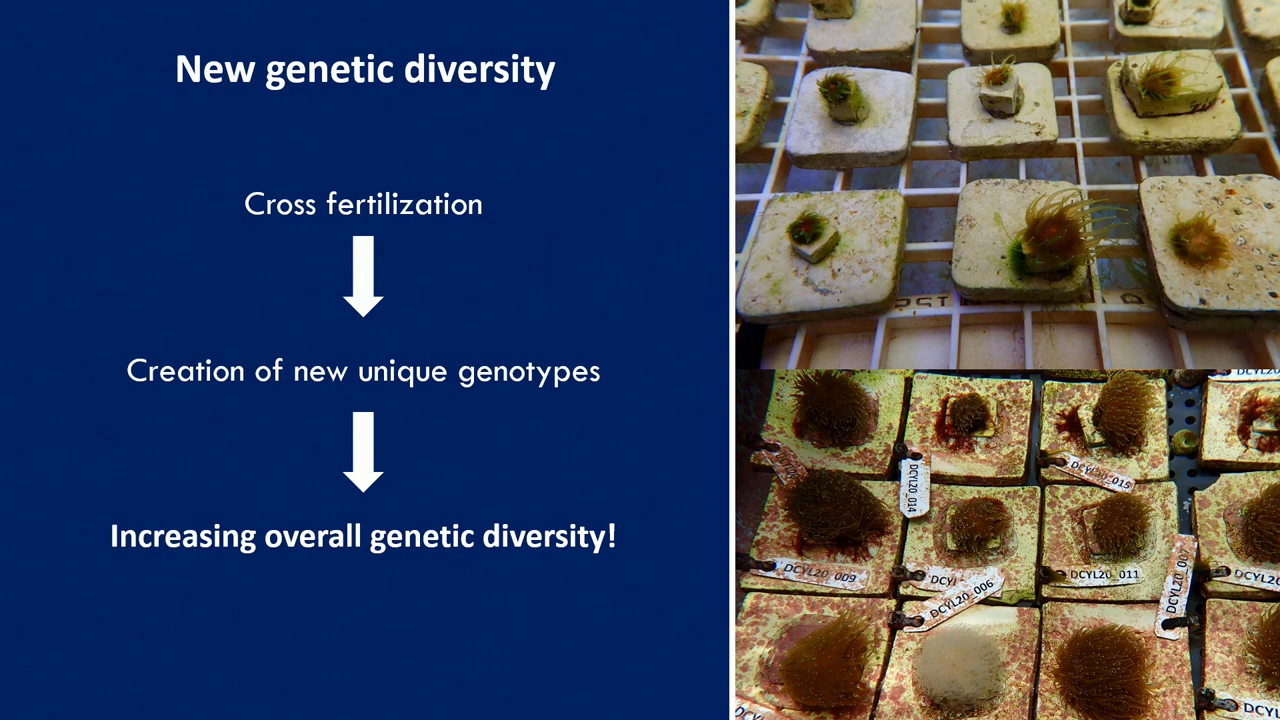 New genetic diversity
Cross fertilization
Creation of new unique genotypes
Increasing overall genetic diversity!
DCYL20_014
DCYL20_015
DCYL20_009
DCYL20_006
DCYL20_011
DCYL20_007